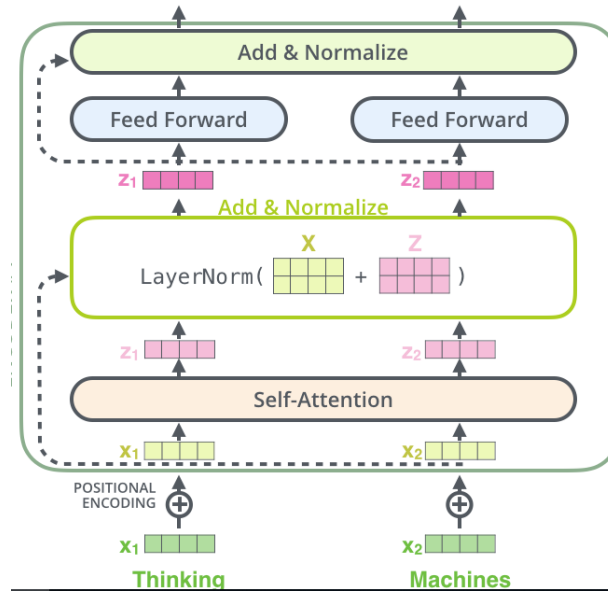 Add & Normalize
Feed Forward Feed Forward
z1 z2
Add & Normalize
X Z
LayerNorm( + )
z1 z2
Self-Attention
x1 x2
POSITIONAL
ENCODING
x1 x2
Thinking Machines